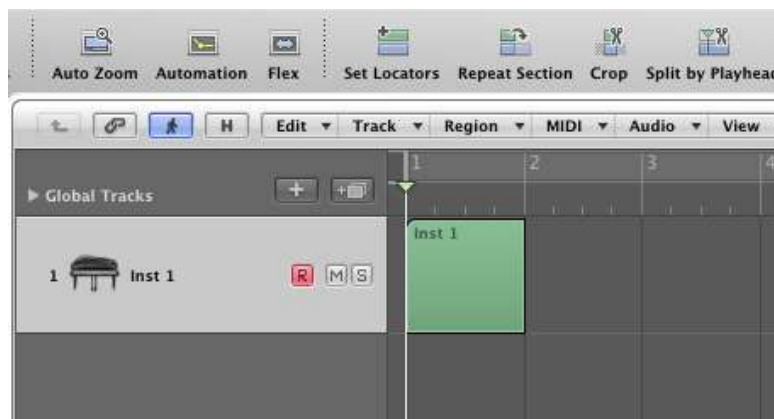 Auto Zoom Automation Flex Set Locators Repeat Section Crop Split by Playhead
H Edit Track Region MIDI Audio View
1 2 3 4
Global Tracks
Inst 1
1 Inst 1 R M S